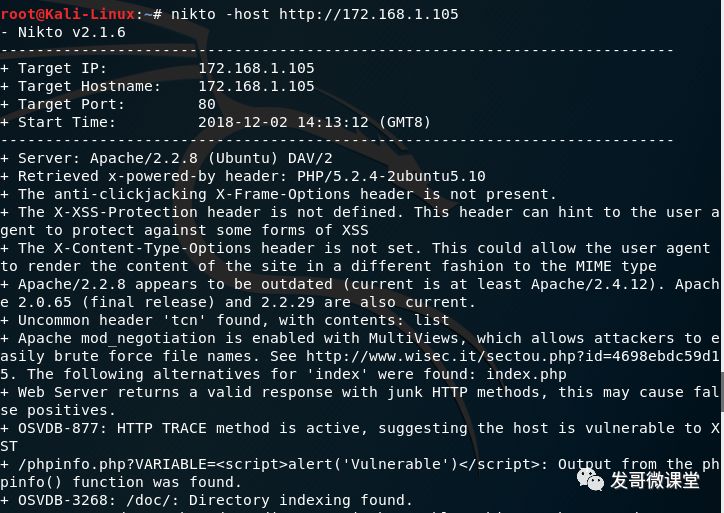 root@Kali-Linux:~# nikto -host http://172.168.1.105
- Nikto v2.1.6
---------------------------------------------------------------------------
+ Target IP:          172.168.1.105
+ Target Hostname:    172.168.1.105
+ Target Port:        80
+ Start Time:         2018-12-02 14:13:12 (GMT8)
---------------------------------------------------------------------------
+ Server: Apache/2.2.8 (Ubuntu) DAV/2
+ Retrieved x-powered-by header: PHP/5.2.4-2ubuntu5.10
+ The anti-clickjacking X-Frame-Options header is not present.
+ The X-XSS-Protection header is not defined. This header can hint to the user a
gent to protect against some forms of XSS
+ The X-Content-Type-Options header is not set. This could allow the user agent
to render the content of the site in a different fashion to the MIME type
+ Apache/2.2.8 appears to be outdated (current is at least Apache/2.4.12). Apach
e 2.0.65 (final release) and 2.2.29 are also current.
+ Uncommon header 'tcn' found, with contents: list
+ Apache mod_negotiation is enabled with MultiViews, which allows attackers to e
asily brute force file names. See http://www.wisec.it/sectou.php?id=4698ebdc59d1
5. The following alternatives for 'index' were found: index.php
+ Web Server returns a valid response with junk HTTP methods, this may cause fal
se positives.
+ OSVDB-877: HTTP TRACE method is active, suggesting the host is vulnerable to X
ST
+ /phpinfo.php?VARIABLE=<script>alert('Vulnerable')</script>: Output from the ph
pinfo() function was found.
+ OSVDB-3268: /doc/: Directory indexing found.
发哥微课堂